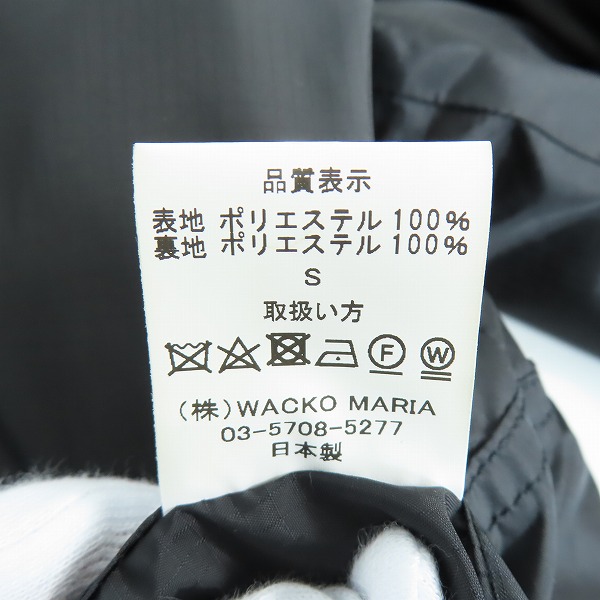 品質表示
表地 ポリエステル 100%
裏地 ポリエステル 100%
S
取扱い方
F W
(株)WACKO MARIA
03-5708-5277
日本製